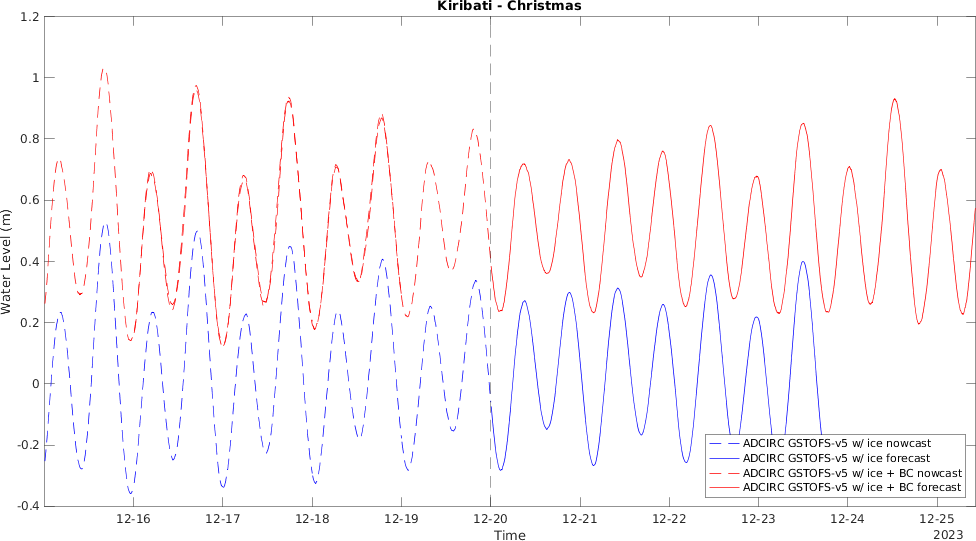 Kiribati - Christmas
1.2
1
0.8
0.6
0.4
0.2
0
-0.2
-0.4
Water Level (m)
12-16
12-17
12-18
12-19
12-20
12-21
12-22
12-23
12-24
12-25
Time
2023
ADCIRC GSTOFS-v5 w/ ice nowcast
ADCIRC GSTOFS-v5 w/ ice forecast
ADCIRC GSTOFS-v5 w/ ice + BC nowcast
ADCIRC GSTOFS-v5 w/ ice + BC forecast